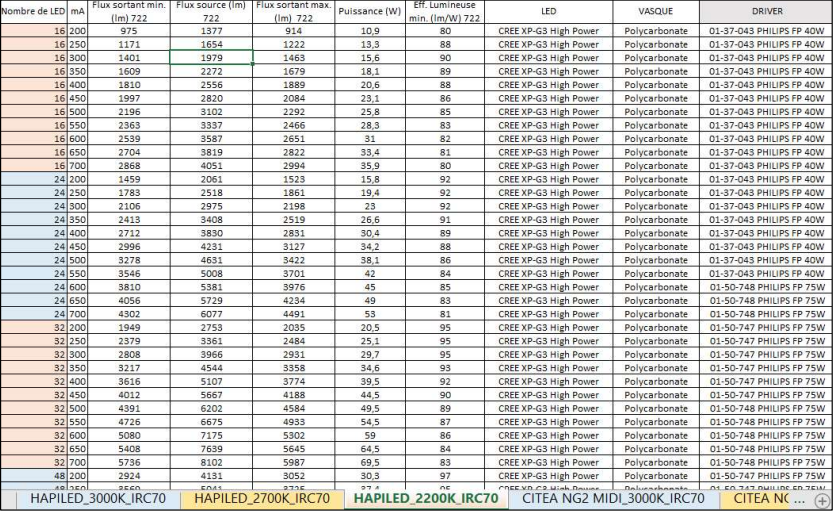 Nombre de LED mA Flux sortant min. (lm) 722 Flux source (lm) 722 Flux sortant max. (lm) 722 Puissance (W) Eff. Lumineuse min. (lm/W) 722 LED VASQUE DRIVER
16 200 975 1377 914 10,9 80 CREE XP-G3 High Power Polycarbonate 01-37-043 PHILIPS FP 40W
16 250 1171 1654 1222 13,3 88 CREE XP-G3 High Power Polycarbonate 01-37-043 PHILIPS FP 40W
16 300 1401 1979 1463 15,6 90 CREE XP-G3 High Power Polycarbonate 01-37-043 PHILIPS FP 40W
16 350 1609 2272 1679 18,1 89 CREE XP-G3 High Power Polycarbonate 01-37-043 PHILIPS FP 40W
16 400 1810 2556 1889 20,6 88 CREE XP-G3 High Power Polycarbonate 01-37-043 PHILIPS FP 40W
16 450 1997 2820 2084 23,1 86 CREE XP-G3 High Power Polycarbonate 01-37-043 PHILIPS FP 40W
16 500 2196 3102 2292 25,8 85 CREE XP-G3 High Power Polycarbonate 01-37-043 PHILIPS FP 40W
16 550 2363 3337 2466 28,3 83 CREE XP-G3 High Power Polycarbonate 01-37-043 PHILIPS FP 40W
16 600 2539 3587 2651 31 82 CREE XP-G3 High Power Polycarbonate 01-37-043 PHILIPS FP 40W
16 650 2704 3819 2822 33,4 81 CREE XP-G3 High Power Polycarbonate 01-37-043 PHILIPS FP 40W
16 700 2868 4051 2994 35,9 80 CREE XP-G3 High Power Polycarbonate 01-37-043 PHILIPS FP 40W
24 200 1459 2061 1523 15,8 92 CREE XP-G3 High Power Polycarbonate 01-37-043 PHILIPS FP 40W
24 250 1783 2518 1861 19,4 92 CREE XP-G3 High Power Polycarbonate 01-37-043 PHILIPS FP 40W
24 300 2106 2975 2198 23 92 CREE XP-G3 High Power Polycarbonate 01-37-043 PHILIPS FP 40W
24 350 2413 3408 2519 26,6 91 CREE XP-G3 High Power Polycarbonate 01-37-043 PHILIPS FP 40W
24 400 2712 3830 2831 30,4 89 CREE XP-G3 High Power Polycarbonate 01-37-043 PHILIPS FP 40W
24 450 2996 4231 3127 34,2 88 CREE XP-G3 High Power Polycarbonate 01-37-043 PHILIPS FP 40W
24 500 3278 4631 3422 38,1 86 CREE XP-G3 High Power Polycarbonate 01-37-043 PHILIPS FP 40W
24 550 3546 5008 3701 42 84 CREE XP-G3 High Power Polycarbonate 01-37-043 PHILIPS FP 40W
24 600 3810 5381 3976 45 85 CREE XP-G3 High Power Polycarbonate 01-50-748 PHILIPS FP 75W
24 650 4056 5729 4234 49 83 CREE XP-G3 High Power Polycarbonate 01-50-748 PHILIPS FP 75W
24 700 4302 6077 4491 53 81 CREE XP-G3 High Power Polycarbonate 01-50-748 PHILIPS FP 75W
32 200 1949 2753 2035 20,5 95 CREE XP-G3 High Power Polycarbonate 01-50-747 PHILIPS FP 75W
32 250 2379 3361 2484 25,1 95 CREE XP-G3 High Power Polycarbonate 01-50-747 PHILIPS FP 75W
32 300 2808 3966 2931 29,7 95 CREE XP-G3 High Power Polycarbonate 01-50-747 PHILIPS FP 75W
32 350 3217 4544 3358 34,6 93 CREE XP-G3 High Power Polycarbonate 01-50-747 PHILIPS FP 75W
32 400 3616 5107 3774 39,5 92 CREE XP-G3 High Power Polycarbonate 01-50-747 PHILIPS FP 75W
32 450 4012 5667 4188 44,5 90 CREE XP-G3 High Power Polycarbonate 01-50-747 PHILIPS FP 75W
32 500 4391 6202 4584 49,5 89 CREE XP-G3 High Power Polycarbonate 01-50-748 PHILIPS FP 75W
32 550 4726 6675 4933 54,5 87 CREE XP-G3 High Power Polycarbonate 01-50-748 PHILIPS FP 75W
32 600 5080 7175 5302 59 86 CREE XP-G3 High Power Polycarbonate 01-50-748 PHILIPS FP 75W
32 650 5408 7639 5645 64,5 84 CREE XP-G3 High Power Polycarbonate 01-50-748 PHILIPS FP 75W
32 700 5736 8102 5987 69,5 83 CREE XP-G3 High Power Polycarbonate 01-50-748 PHILIPS FP 75W
48 200 2924 4131 3052 30,3 97 CREE XP-G3 High Power Polycarbonate 01-50-747 PHILIPS FP 75W
HAPILED_3000K_IRC70 HAPILED_2700K_IRC70 HAPILED_2200K_IRC70 CITEA NG2 MIDI_3000K_IRC70 CITEA NG ...